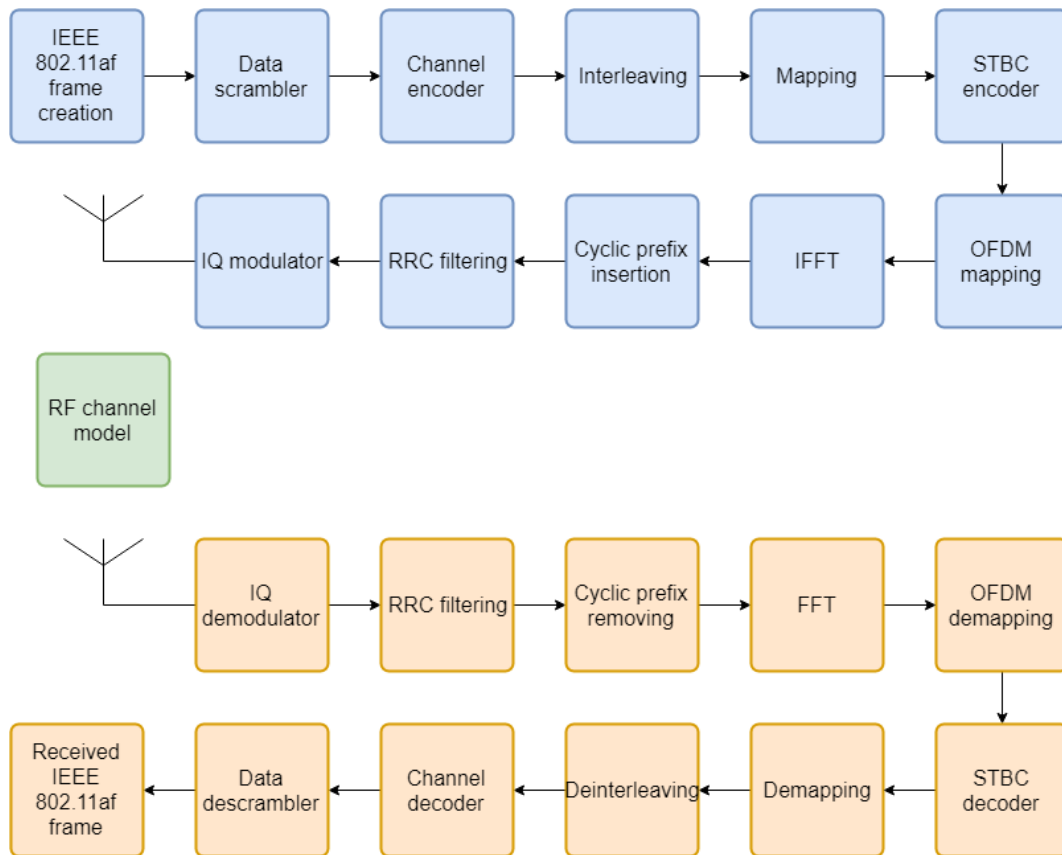 IEEE
802.11af
frame
creation
Data
scrambler
Channel
encoder
Interleaving
Mapping
STBC
encoder
IQ modulator
RRC filtering
Cyclic prefix
insertion
IFFT
OFDM
mapping
RF channel
model
IQ
demodulator
RRC filtering
Cyclic prefix
removing
FFT
OFDM
demapping
Received
IEEE
802.11af
frame
Data
descrambler
Channel
decoder
Deinterleaving
Demapping
STBC
decoder